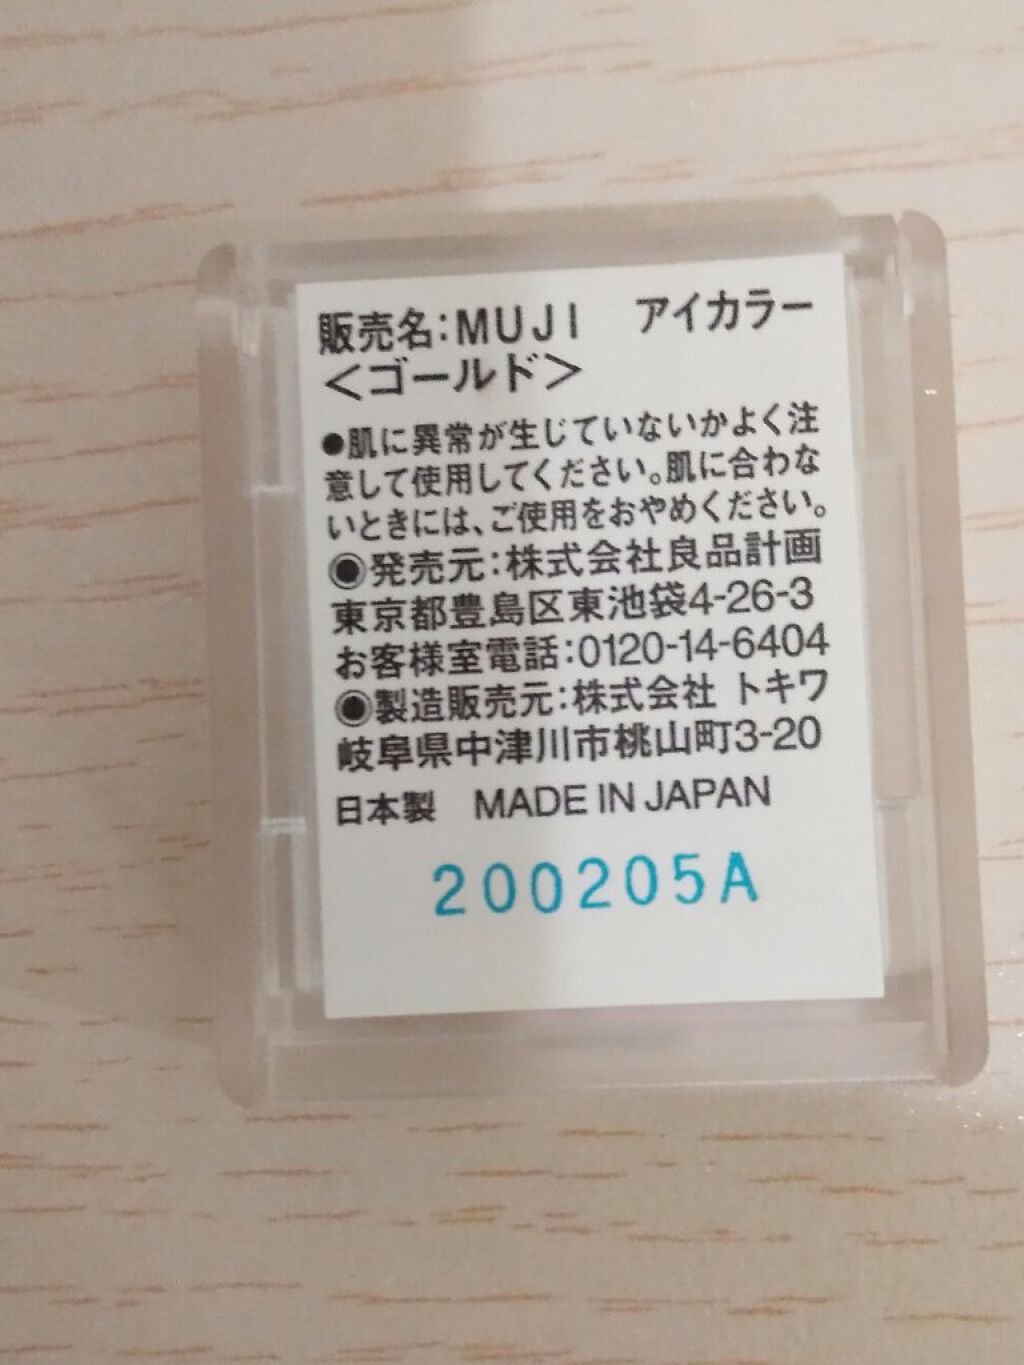 販売名:MUJI　アイカラー
<ゴールド>
●肌に異常が生じていないかよく注
意して使用してください。肌に合わな
いときには、ご使用をおやめください。
◉発売元:株式会社良品計画
東京都豊島区東池袋4-26-3
お客様室電話:0120-14-6404
◉製造販売元:株式会社 トキワ
岐阜県中津川市桃山町3-20
日本製　MADE IN JAPAN
200205A